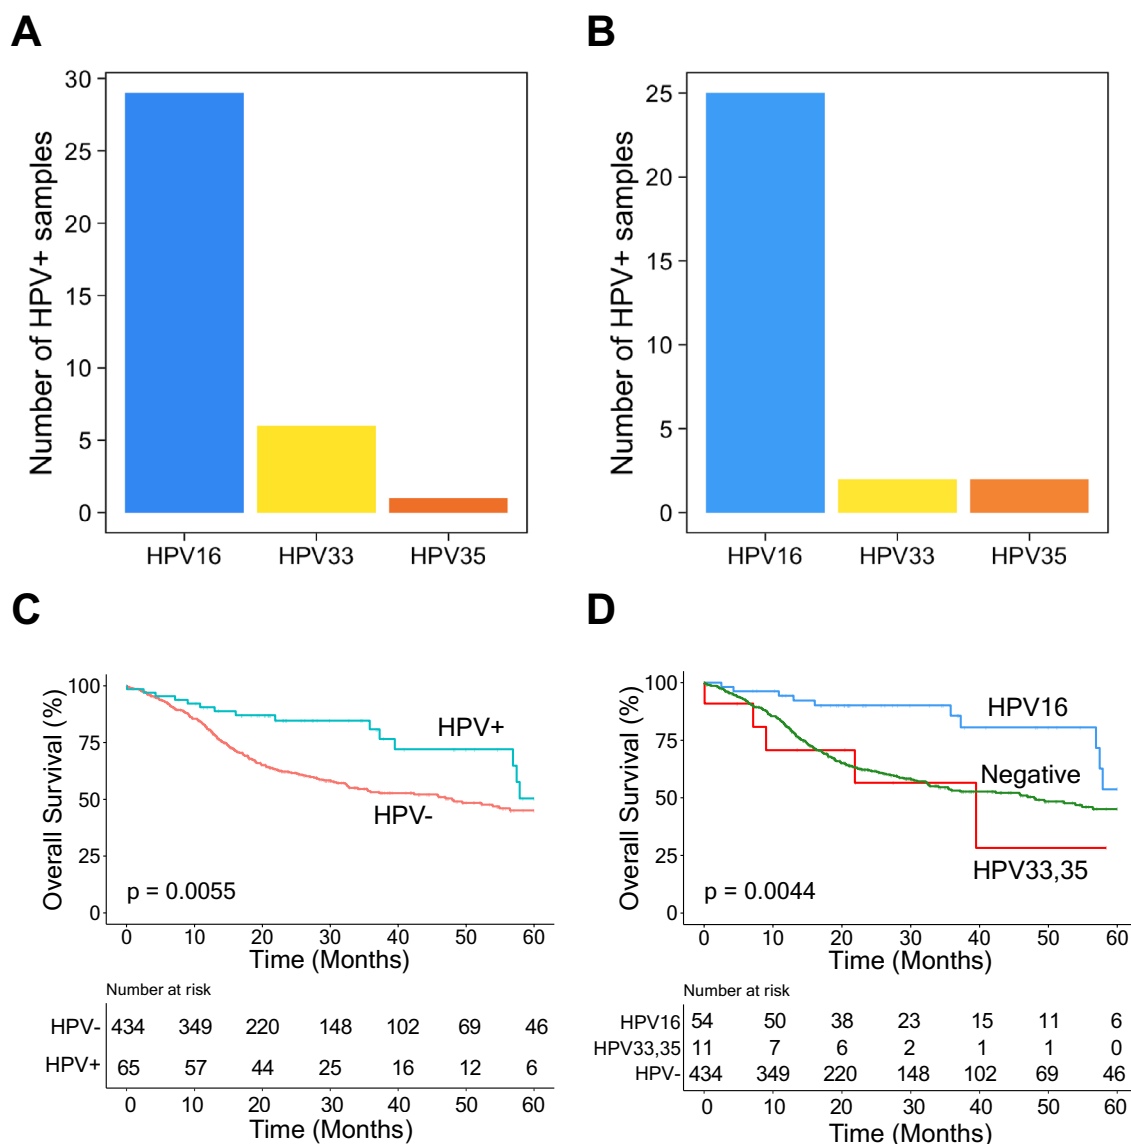 A
Number of HPV+ samples
30
25
20
15
10
5
0
HPV16 HPV33 HPV35
B
Number of HPV+ samples
25
20
15
10
5
0
HPV16 HPV33 HPV35
C
Overall Survival (%)
100
75
50
25
0
HPV+
HPV-
p = 0.0055
0 10 20 30 40 50 60
Time (Months)
Number at risk
HPV- 434 349 220 148 102 69 46
HPV+ 65 57 44 25 16 12 6
0 10 20 30 40 50 60
Time (Months)
D
Overall Survival (%)
100
75
50
25
0
HPV16
Negative
HPV33,35
p = 0.0044
0 10 20 30 40 50 60
Time (Months)
Number at risk
HPV16 54 50 38 23 15 11 6
HPV33,35 11 7 6 2 1 1 0
HPV- 434 349 220 148 102 69 46
0 10 20 30 40 50 60
Time (Months)